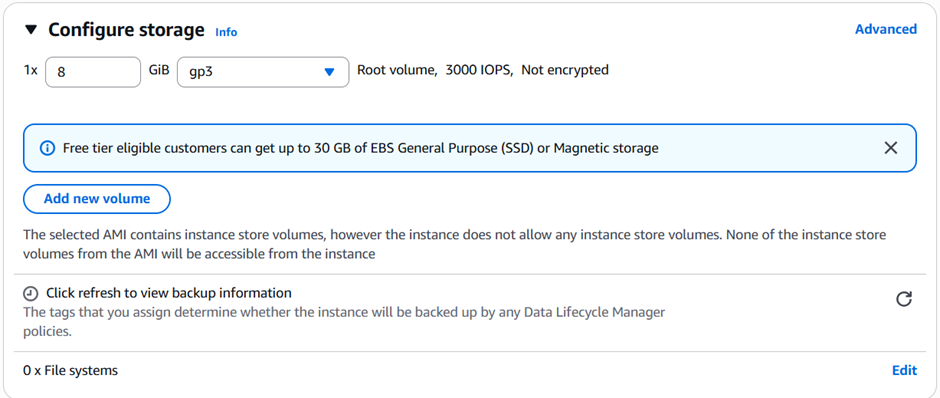 Configure storage Info Advanced
1x 8 GiB gp3 Root volume, 3000 IOPS, Not encrypted
Free tier eligible customers can get up to 30 GB of EBS General Purpose (SSD) or Magnetic storage
Add new volume
The selected AMI contains instance store volumes, however the instance does not allow any instance store volumes. None of the instance store
volumes from the AMI will be accessible from the instance
Click refresh to view backup information
The tags that you assign determine whether the instance will be backed up by any Data Lifecycle Manager
policies.
0 x File systems Edit